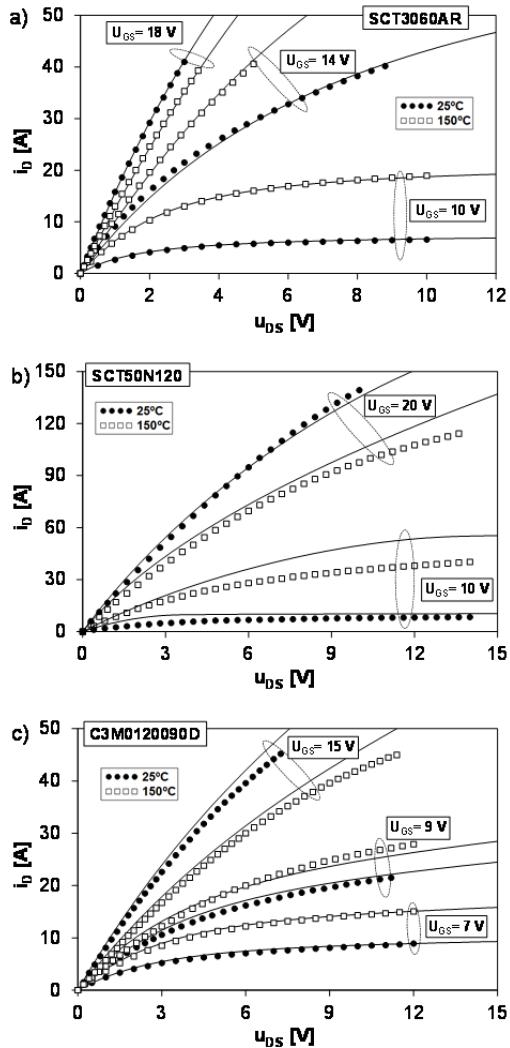 a)
SCT3060AR
50
40
30
20
10
0
i_D [A]
U_GS= 18 V
U_GS= 14 V
25ºC
150ºC
U_GS= 10 V
0 2 4 6 8 10 12
u_DS [V]
b)
SCT50N120
150
120
90
60
30
0
i_D [A]
25ºC
150ºC
U_GS= 20 V
U_GS= 10 V
0 3 6 9 12 15
u_DS [V]
c)
C3M0120090D
50
40
30
20
10
0
i_D [A]
25ºC
150ºC
U_GS= 15 V
U_GS= 9 V
U_GS= 7 V
0 3 6 9 12 15
u_DS [V]